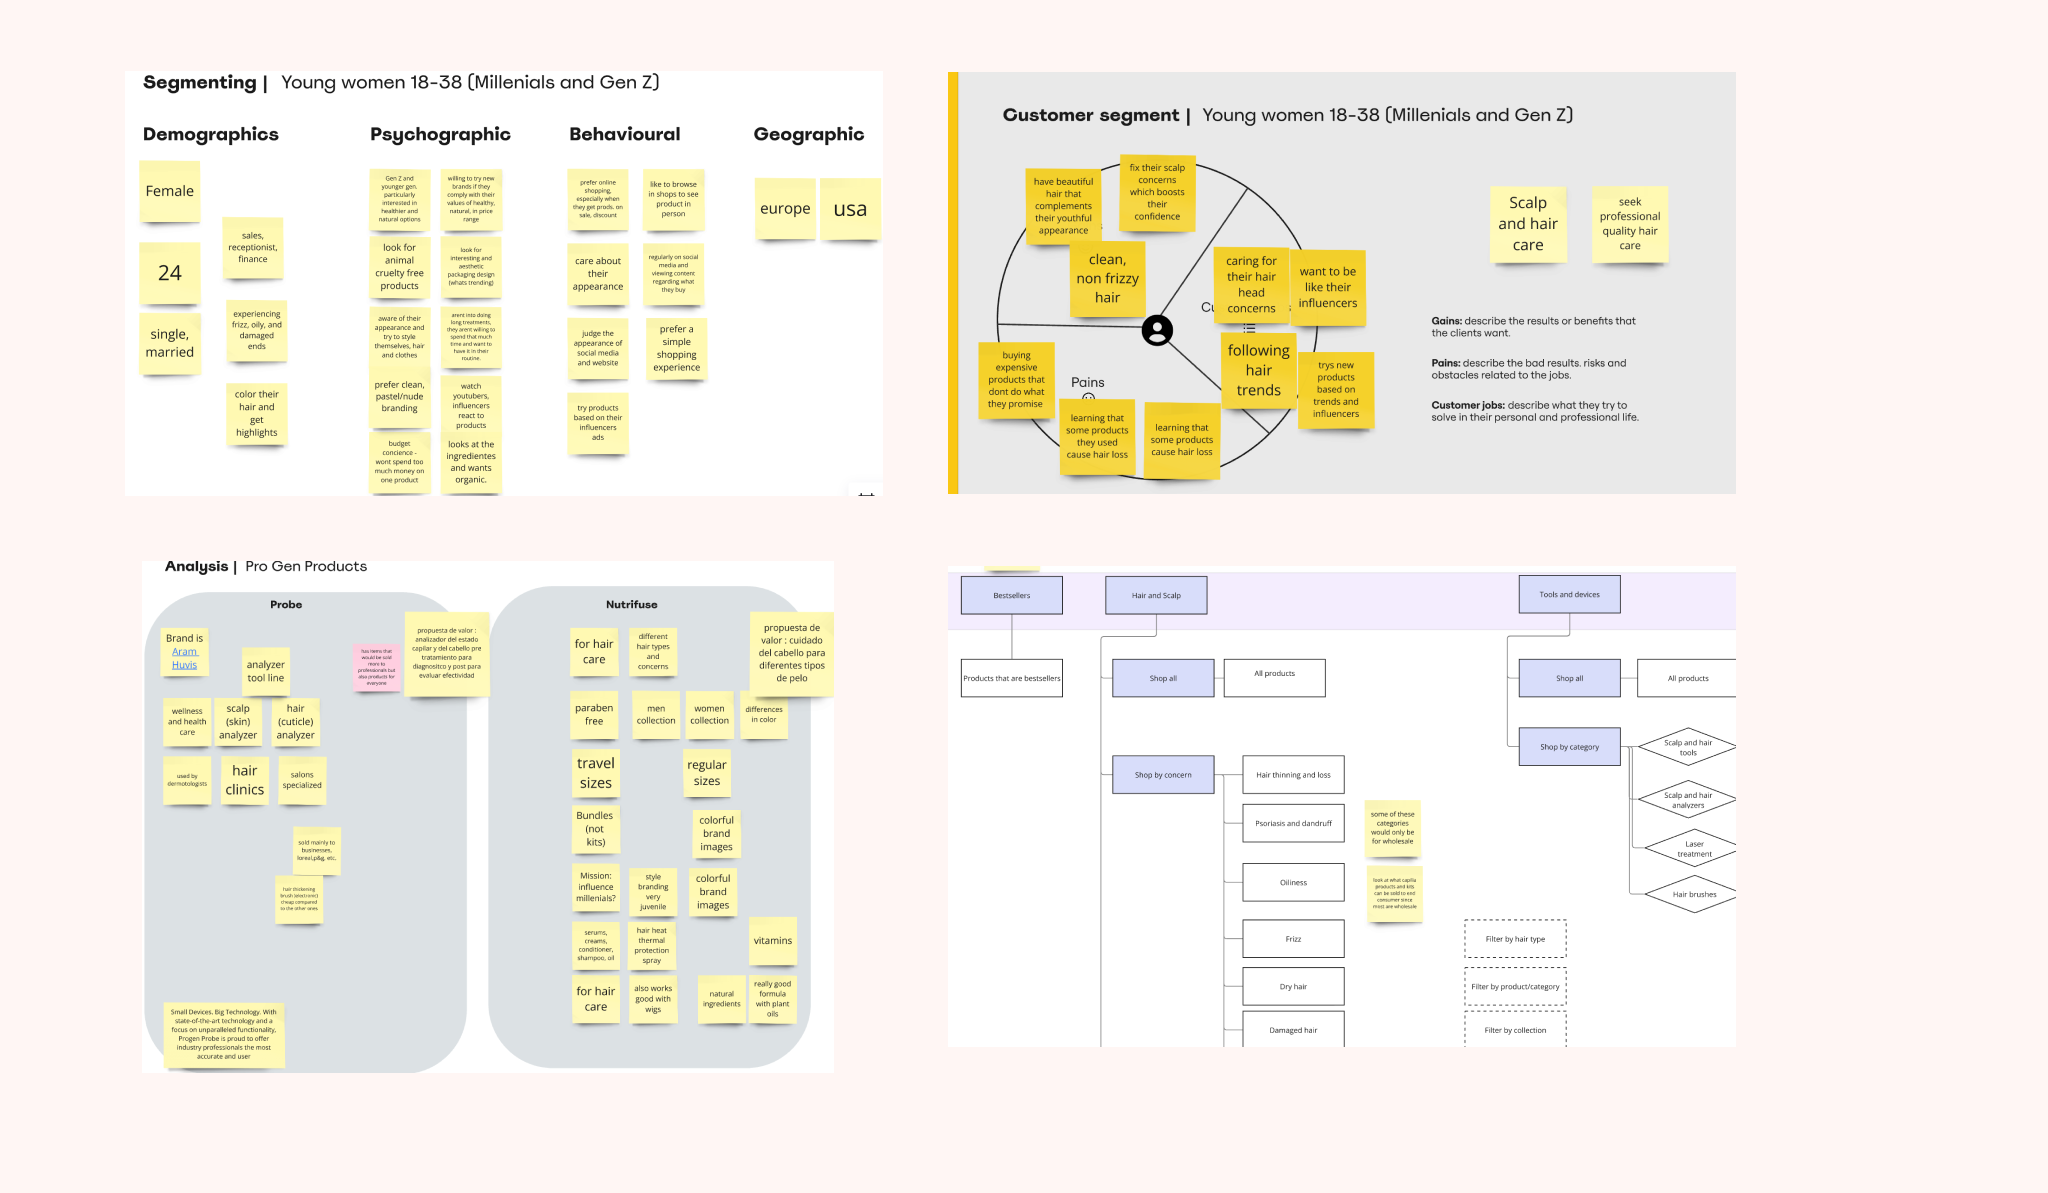 Segmenting | Young women 18-38 (Millenials and Gen Z)
Demographics
Female
24
single,
married
sales,
receptionist,
finance
experiencing
frizz, oily, and
damaged
ends
color their
hair and
get
highlights
Psychographic
Gen Z and
younger gen.
particularly
interested in
healthier and
natural options
willing to try new
brands if they
comply with their
values of healthy,
natural, in price
range
look for
animal
cruelty free
products
look for
interesting and
aesthetic
packaging design
(whats trending)
aware of their
appearance and
try to style
themselves, hair
and clothes
arent into doing
long treatments,
they arent willing to
spend that much
time and want to
have it in their
routine.
prefer clean,
pastel/nude
branding
watch
youtubers,
influencers
react to
products
budget
concience -
wont spend too
much money on
one product
looks at the
ingredientes
and wants
organic.
Behavioural
prefer online
shopping,
especially when
they get prods. on
sale, discount
like to browse
in shops to see
product in
person
care about
their
appearance
regularly on social
media and
viewing content
regarding what
they buy
judge the
appearance of
social media
and website
prefer a
simple
shopping
experience
try products
based on their
influencers
ads
Geographic
europe
usa
Customer segment | Young women 18-38 (Millenials and Gen Z)
have beautiful
hair that
complements
their youthful
appearance
fix their scalp
concerns
which boosts
their
confidence
clean,
non frizzy
hair
caring for
their hair
head
concerns
want to be
like their
influencers
following
hair
trends
trys new
products
based on
trends and
influencers
Pains
buying
expensive
products that
dont do what
they promise
learning that
some products
they used
cause hair loss
learning that
some products
cause hair loss
Scalp
and hair
care
seek
professional
quality hair
care
Gains: describe the results or benefits that
the clients want.
Pains: describe the bad results. risks and
obstacles related to the jobs.
Customer jobs: describe what they try to
solve in their personal and professional life.
Analysis | Pro Gen Products
Probe
Brand is
Aram
Huvis
analyzer
tool line
has items that
would be sold
more to
professionals but
also products for
everyone
propuesta de valor :
analizador del estado
capilar y del cabello pre
tratamiento para
diagnositco y post para
evaluar efectividad
wellness
and health
care
scalp
(skin)
analyzer
hair
(cuticle)
analyzer
used by
dermotologists
hair
clinics
salons
specialized
sold mainly to
businesses,
loreal,p&g, etc.
hair thickening
brush (electronic)
cheap compared
to the other ones
Small Devices, Big Technology. With
state-of-the-art technology and a
focus on unparalleled functionality,
Progen Probe is proud to offer
industry professionals the most
accurate and user
Nutrifuse
for hair
care
different
hair types
and
concerns
propuesta de
valor : cuidado
del cabello para
diferentes tipos
de pelo
paraben
free
men
collection
women
collection
differences
in color
travel
sizes
regular
sizes
Bundles
(not
kits)
colorful
brand
images
Mission:
influence
millenials?
style
branding
very
juvenile
colorful
brand
images
serums,
creams,
conditioner,
shampoo, oil
hair heat
thermal
protection
spray
vitamins
for hair
care
also works
good with
wigs
natural
ingredients
really good
formula
with plant
oils
Bestsellers
Hair and Scalp
Tools and devices
Products that are bestsellers
Shop all
All products
Shop all
All products
Shop by category
Scalp and hair
tools
Scalp and hair
analyzers
Laser
treatment
Hair brushes
Shop by concern
Hair thinning and loss
Psoriasis and dandruff
Oiliness
Frizz
Dry hair
Damaged hair
some of these
categories
would only be
for wholesale
look at what capilia
products and kits
can be sold to end
consumer since
most are wholesale
Filter by hair type
Filter by product/category
Filter by collection